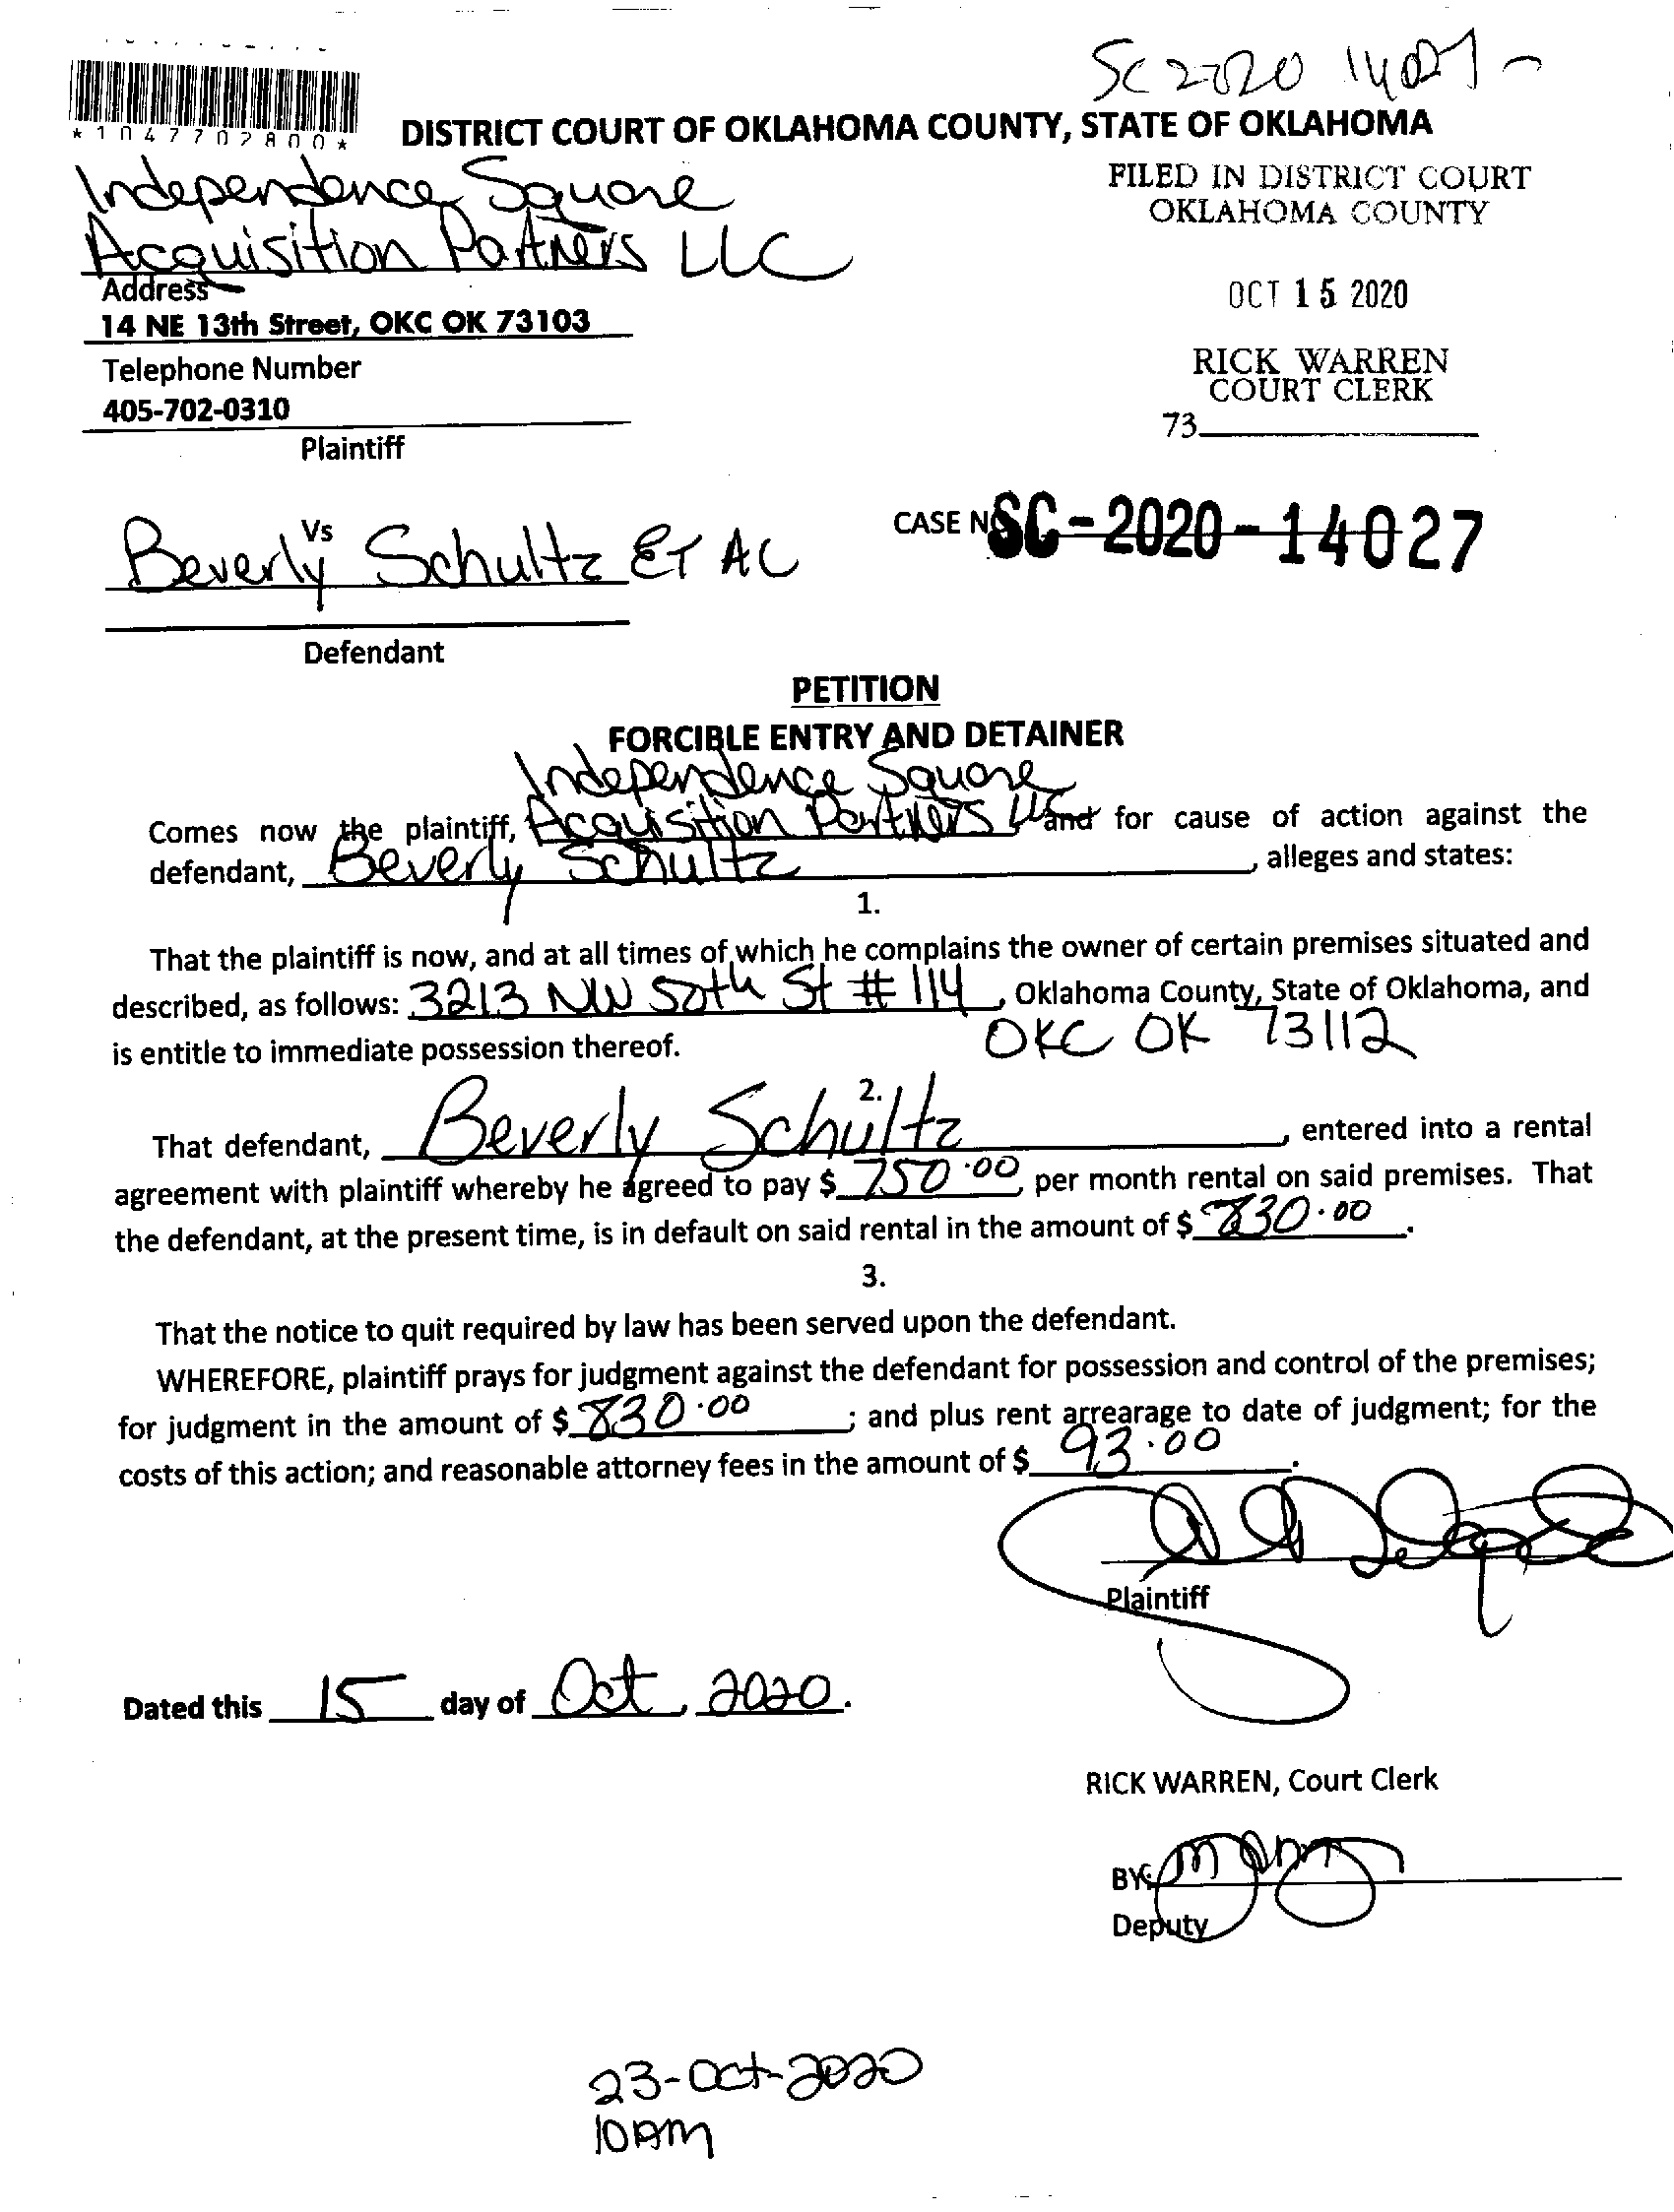 SC 2020 14027
*1047702800*
DISTRICT COURT OF OKLAHOMA COUNTY, STATE OF OKLAHOMA
Independence Square
Acquisition Partners LLC
Address
14 NE 13th Street, OKC OK 73103
Telephone Number
405-702-0310
Plaintiff
FILED IN DISTRICT COURT
OKLAHOMA COUNTY
OCT 15 2020
RICK WARREN
COURT CLERK
73
Vs
Beverly Schultz ET AL
Defendant
CASE NO SC-2020-14027
PETITION
FORCIBLE ENTRY AND DETAINER
Independence Square
Comes now the plaintiff, Acquisition Partners LLC and for cause of action against the
defendant, Beverly Schultz, alleges and states:
1.
That the plaintiff is now, and at all times of which he complains the owner of certain premises situated and
described, as follows: 3213 NW 50th St # 114, Oklahoma County, State of Oklahoma, and
is entitle to immediate possession thereof. OKC OK 73112
2.
That defendant, Beverly Schultz, entered into a rental
agreement with plaintiff whereby he agreed to pay $ 750.00 per month rental on said premises. That
the defendant, at the present time, is in default on said rental in the amount of $ 830.00.
3.
That the notice to quit required by law has been served upon the defendant.
WHEREFORE, plaintiff prays for judgment against the defendant for possession and control of the premises;
for judgment in the amount of $ 830.00; and plus rent arrearage to date of judgment; for the
costs of this action; and reasonable attorney fees in the amount of $ 93.00.
Plaintiff
Dated this 15 day of Oct, 2020.
RICK WARREN, Court Clerk
BY:
Deputy
23-Oct-2020
10AM